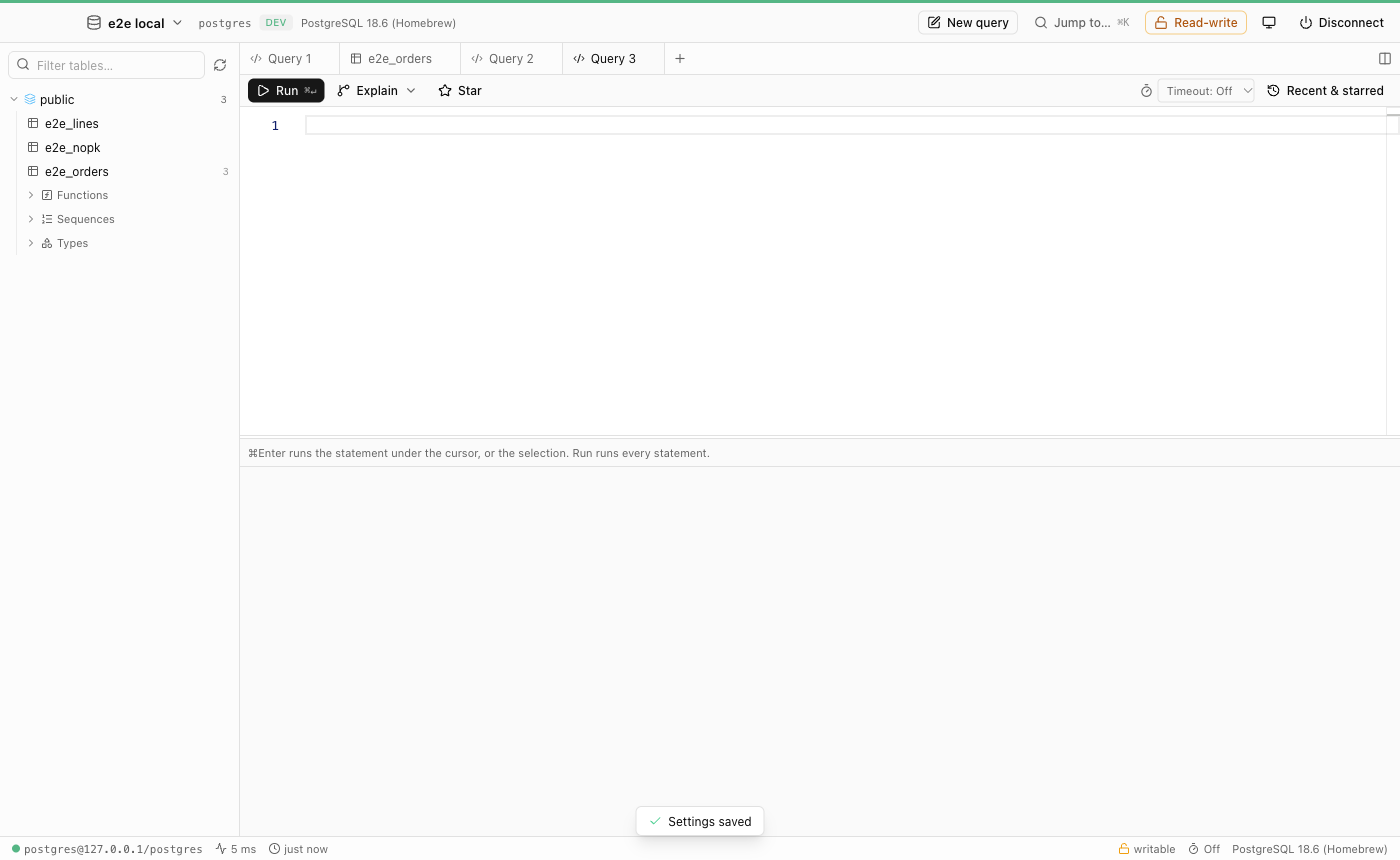 e2e local postgres DEV PostgreSQL 18.6 (Homebrew) New query Jump to... ⌘K Read-write Disconnect
Filter tables...
Query 1 e2e_orders Query 2 Query 3
Run ⌘↵ Explain Star Timeout: Off Recent & starred
public 3
e2e_lines
e2e_nopk
e2e_orders 3
Functions
Sequences
Types
1
⌘Enter runs the statement under the cursor, or the selection. Run runs every statement.
Settings saved
postgres@127.0.0.1/postgres 5 ms just now writable Off PostgreSQL 18.6 (Homebrew)